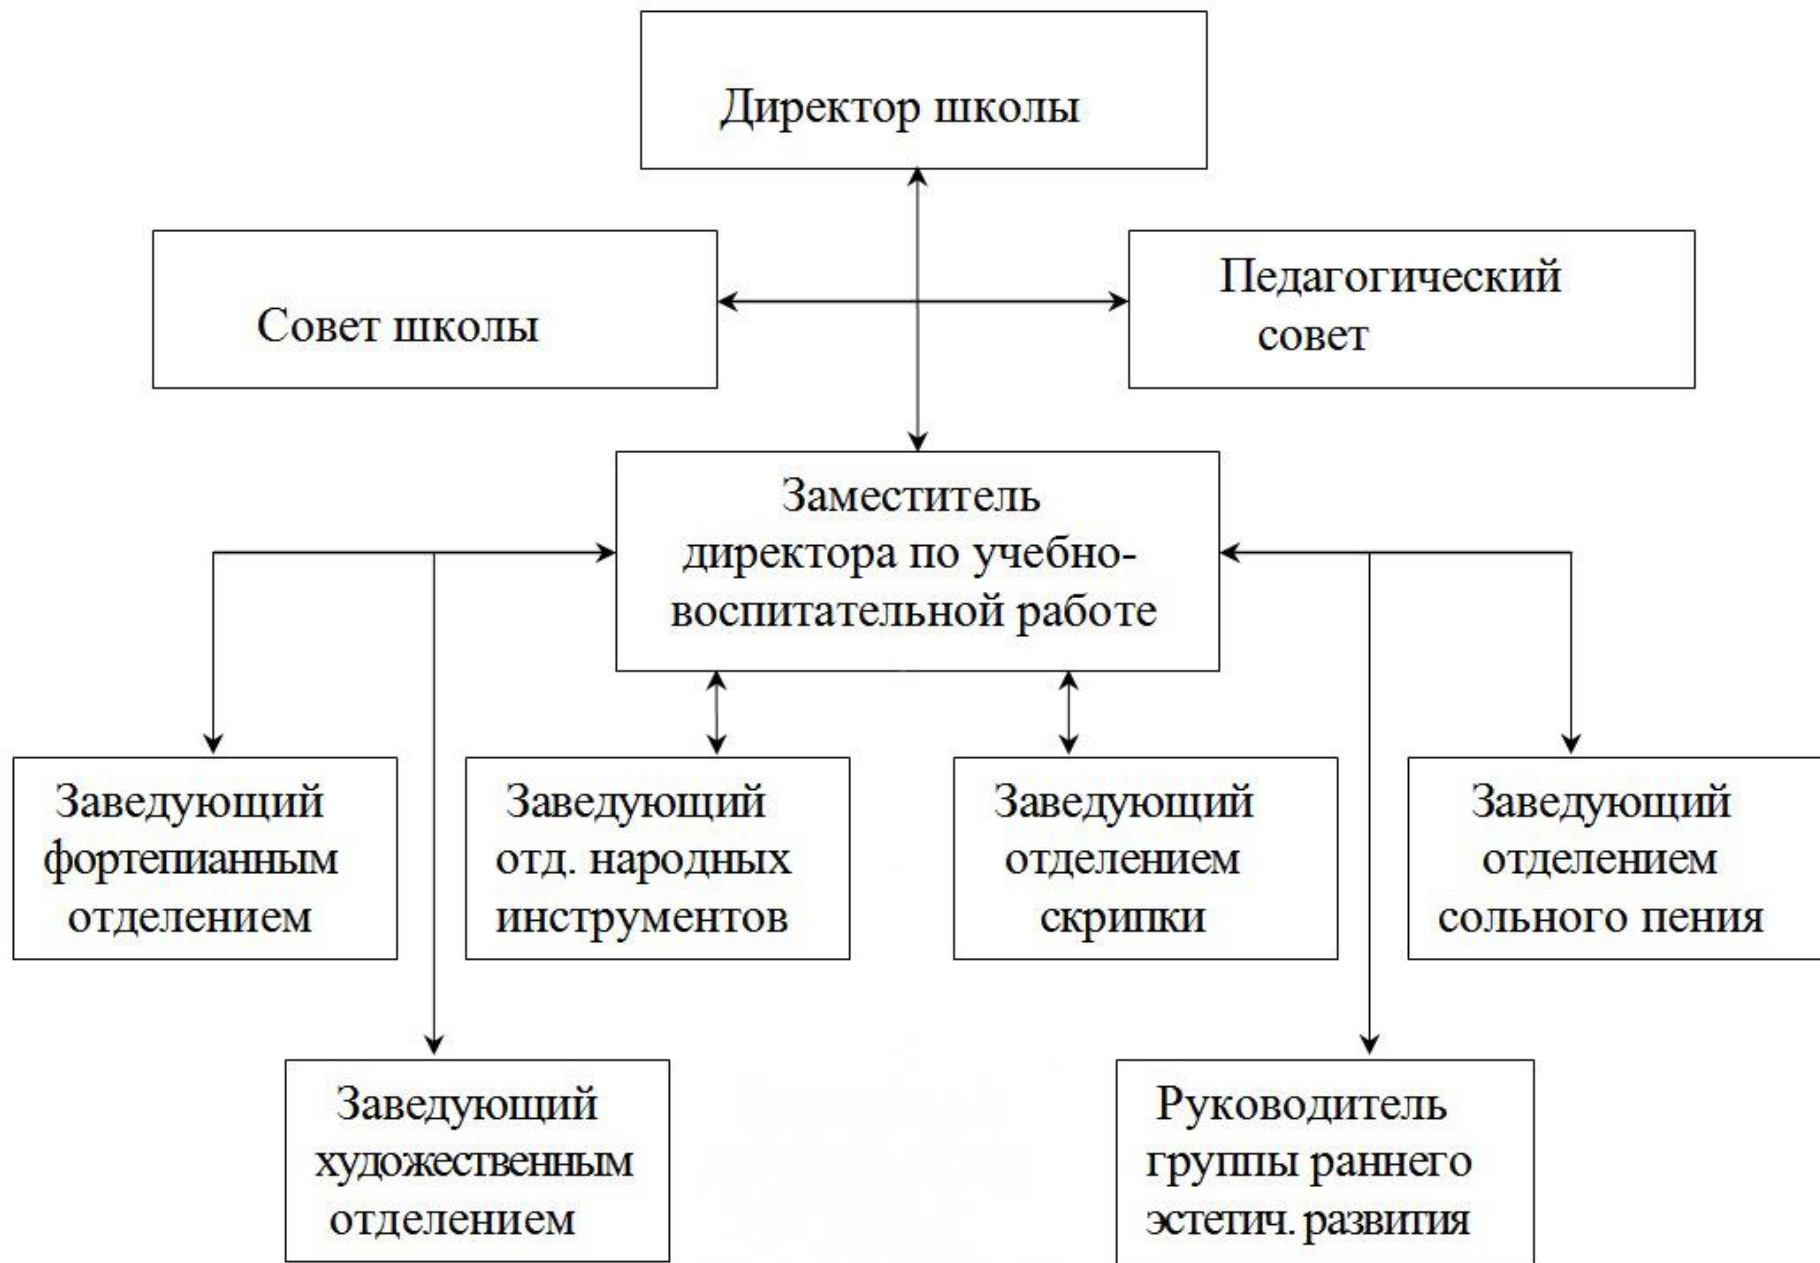 Директор школы
Совет школы
Педагогический
совет
Заместитель
директора по учебно-
воспитательной работе
Заведующий
фортепианным
отделением
Заведующий
отд. народных
инструментов
Заведующий
отделением
скрипки
Заведующий
отделением
сольного пения
Заведующий
художественным
отделением
Руководитель
группы раннего
эстетич. развития